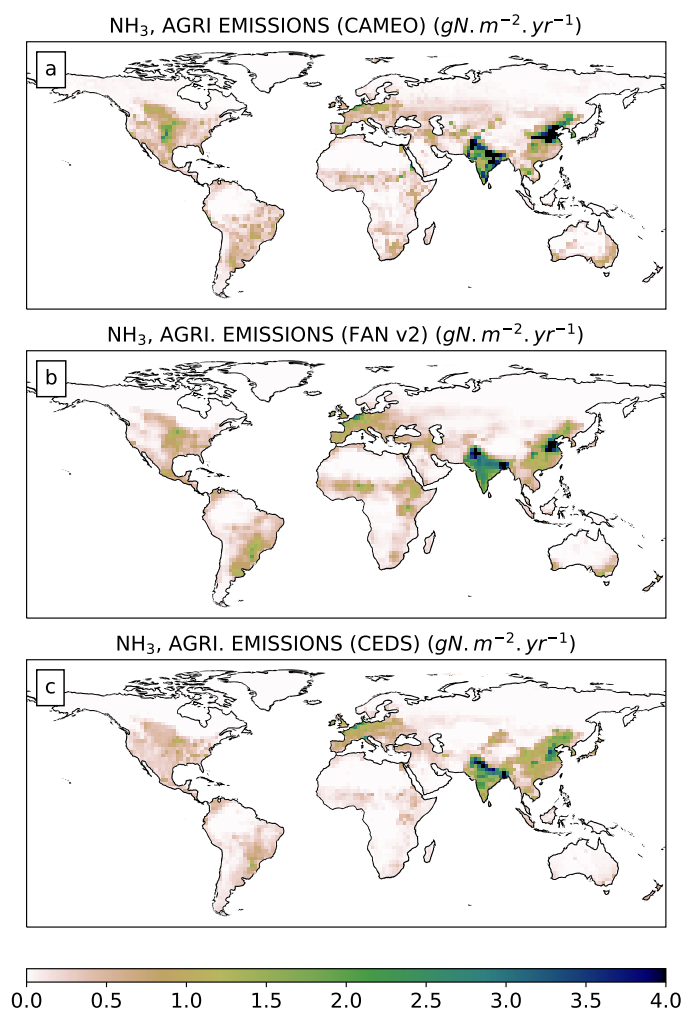 NH₃, AGRI EMISSIONS (CAMEO) (gN.m⁻².yr⁻¹)
a
NH₃, AGRI. EMISSIONS (FAN v2) (gN.m⁻².yr⁻¹)
b
NH₃, AGRI. EMISSIONS (CEDS) (gN.m⁻².yr⁻¹)
c
0.0 0.5 1.0 1.5 2.0 2.5 3.0 3.5 4.0